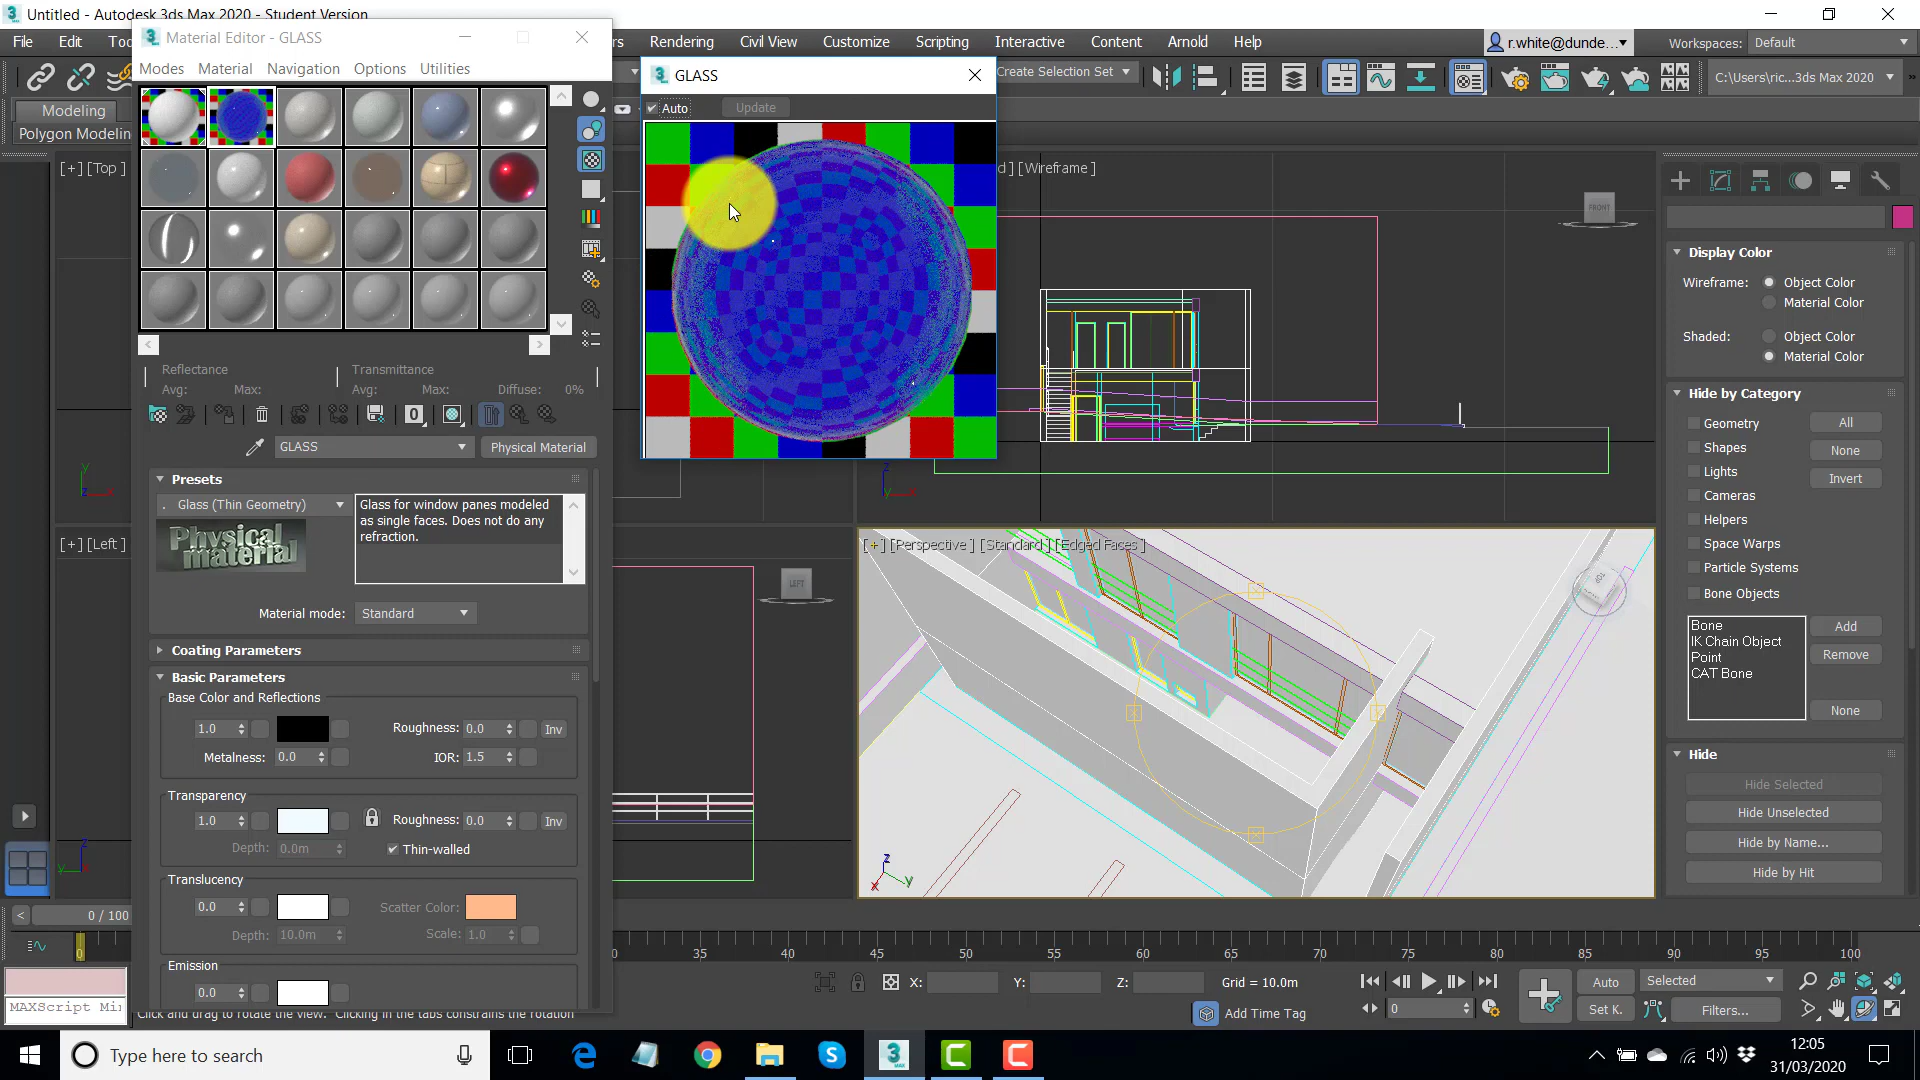 Untitled - Autodesk 3ds Max 2020 - Student Version
Material Editor - GLASS
File Edit
Rendering Civil View Customize Scripting Interactive Content Arnold Help
r.white@dunde...
Workspaces: Default
Modes Material Navigation Options Utilities
GLASS
Create Selection Set
C:\Users\ric...3ds Max 2020
Auto Update
Modeling
Polygon Modeling
[+] [Top ]
[Wireframe ]
FRONT
Display Color
Wireframe: Object Color
Material Color
Shaded: Object Color
Material Color
Reflectance
Avg: Max:
Transmittance
Avg: Max: Diffuse: 0%
Hide by Category
Geometry All
Shapes None
Lights Invert
Cameras
Helpers
Space Warps
Particle Systems
Bone Objects
GLASS Physical Material
Presets
Glass (Thin Geometry)
Glass for window panes modeled
as single faces. Does not do any
refraction.
Physical
material
Material mode: Standard
[+] [Left ]
LEFT
[+] [Perspective ] [Standard ] [Edged Faces ]
TOP
Bone
IK Chain Object
Point
CAT Bone
Add
Remove
None
Coating Parameters
Basic Parameters
Base Color and Reflections
1.0 Roughness: 0.0 Inv
Metalness: 0.0 IOR: 1.5
Transparency
1.0 Roughness: 0.0 Inv
Depth: 0.0m Thin-walled
Translucency
0.0 Scatter Color:
Depth: 10.0m Scale: 1.0
Emission
0.0
Hide
Hide Selected
Hide Unselected
Hide by Name...
Hide by Hit
0 / 100
0 35 40 45 50 55 60 65 70 75 80 85 90 95 100
X: Y: Z: Grid = 10.0m
Auto Selected
MAXScript Mi
Click and drag to rotate the view. Clicking in the tabs constrains the rotation
Add Time Tag
0
Set K. Filters...
Type here to search
12:05
31/03/2020